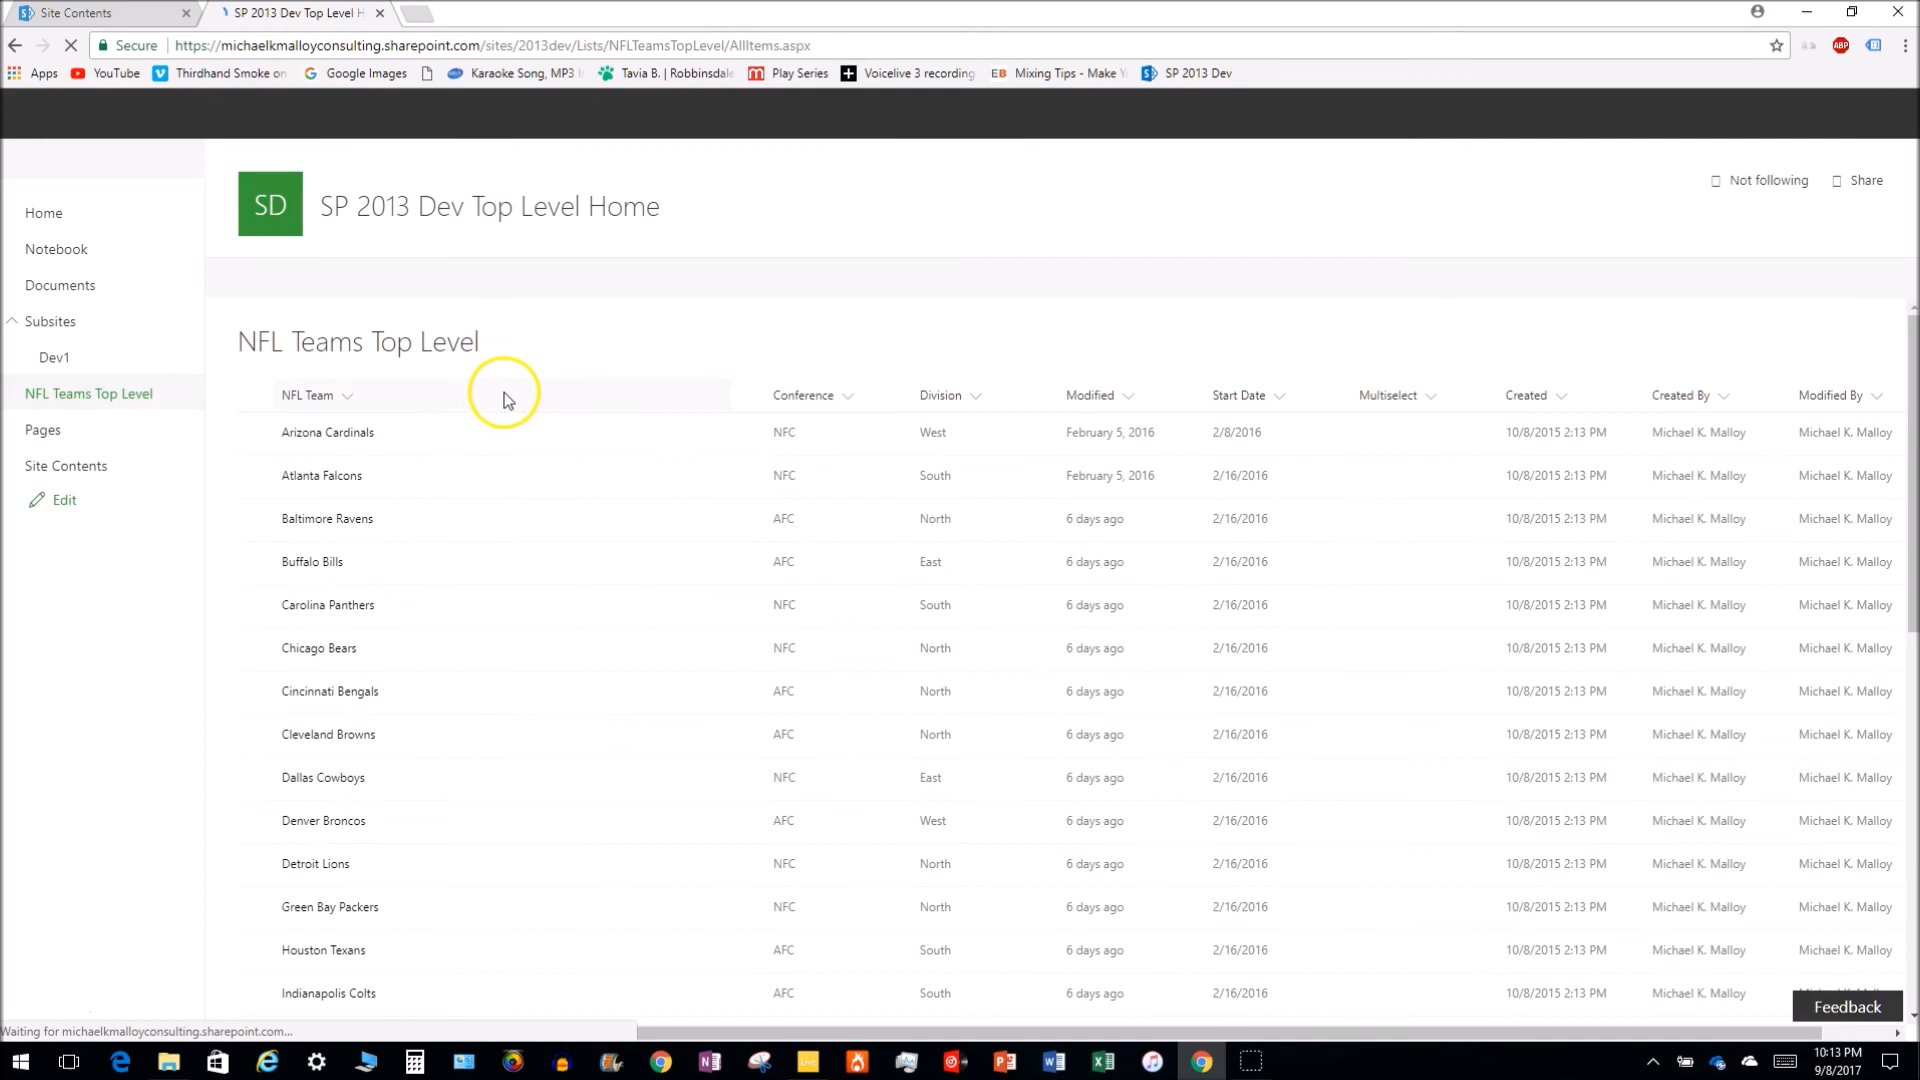 Site Contents
SP 2013 Dev Top Level H
Secure https://michaelkmalloyconsulting.sharepoint.com/sites/2013dev/Lists/NFLTeamsTopLevel/AllItems.aspx
ABP
Apps YouTube Thirdhand Smoke on Google Images Karaoke Song, MP3 Tavia B. | Robbinsdale Play Series Voicelive 3 recording EB Mixing Tips - Make SP 2013 Dev
SD SP 2013 Dev Top Level Home
Not following Share
Home
Notebook
Documents
Subsites
Dev1
NFL Teams Top Level
Pages
Site Contents
Edit
NFL Teams Top Level
NFL Team Conference Division Modified Start Date Multiselect Created Created By Modified By
Arizona Cardinals NFC West February 5, 2016 2/8/2016 10/8/2015 2:13 PM Michael K. Malloy Michael K. Malloy
Atlanta Falcons NFC South February 5, 2016 2/16/2016 10/8/2015 2:13 PM Michael K. Malloy Michael K. Malloy
Baltimore Ravens AFC North 6 days ago 2/16/2016 10/8/2015 2:13 PM Michael K. Malloy Michael K. Malloy
Buffalo Bills AFC East 6 days ago 2/16/2016 10/8/2015 2:13 PM Michael K. Malloy Michael K. Malloy
Carolina Panthers NFC South 6 days ago 2/16/2016 10/8/2015 2:13 PM Michael K. Malloy Michael K. Malloy
Chicago Bears NFC North 6 days ago 2/16/2016 10/8/2015 2:13 PM Michael K. Malloy Michael K. Malloy
Cincinnati Bengals AFC North 6 days ago 2/16/2016 10/8/2015 2:13 PM Michael K. Malloy Michael K. Malloy
Cleveland Browns AFC North 6 days ago 2/16/2016 10/8/2015 2:13 PM Michael K. Malloy Michael K. Malloy
Dallas Cowboys NFC East 6 days ago 2/16/2016 10/8/2015 2:13 PM Michael K. Malloy Michael K. Malloy
Denver Broncos AFC West 6 days ago 2/16/2016 10/8/2015 2:13 PM Michael K. Malloy Michael K. Malloy
Detroit Lions NFC North 6 days ago 2/16/2016 10/8/2015 2:13 PM Michael K. Malloy Michael K. Malloy
Green Bay Packers NFC North 6 days ago 2/16/2016 10/8/2015 2:13 PM Michael K. Malloy Michael K. Malloy
Houston Texans AFC South 6 days ago 2/16/2016 10/8/2015 2:13 PM Michael K. Malloy Michael K. Malloy
Indianapolis Colts AFC South 6 days ago 2/16/2016 10/8/2015 2:13 PM
Feedback
Waiting for michaelkmalloyconsulting.sharepoint.com...
10:13 PM
9/8/2017